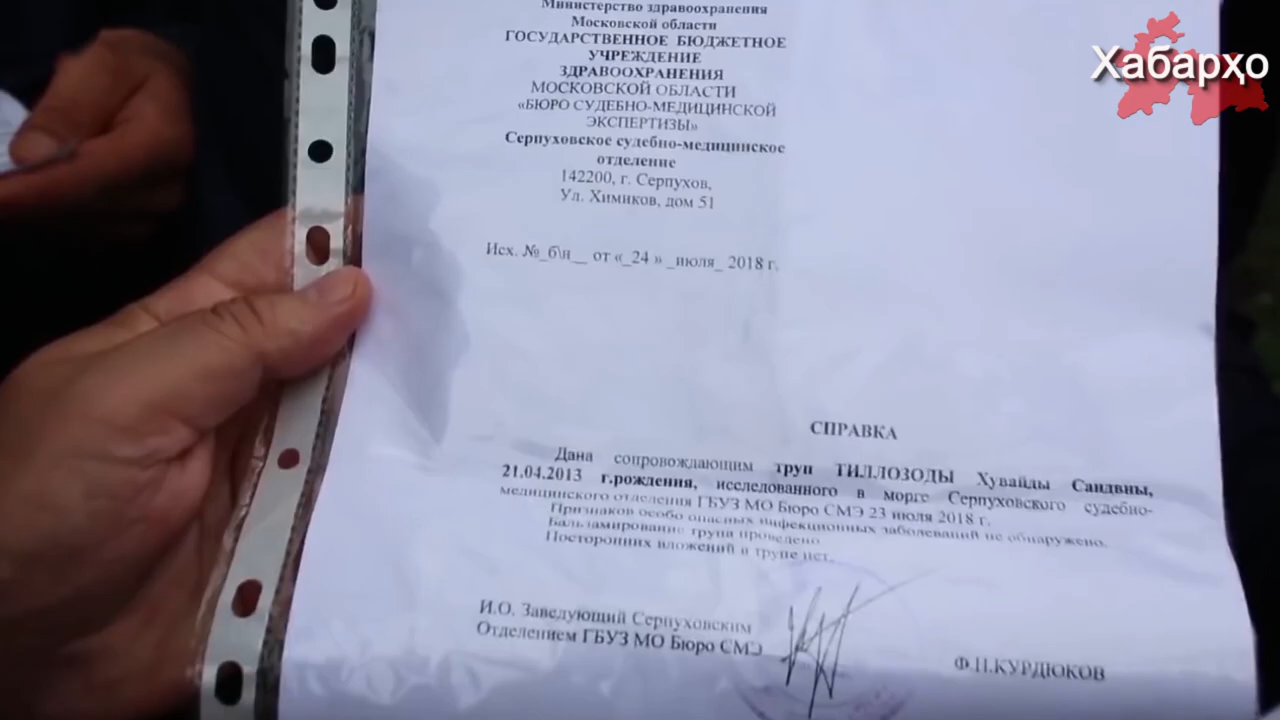 Министерство здравоохранения
Московской области
ГОСУДАРСТВЕННОЕ БЮДЖЕТНОЕ
УЧРЕЖДЕНИЕ
ЗДРАВООХРАНЕНИЯ
МОСКОВСКОЙ ОБЛАСТИ
«БЮРО СУДЕБНО-МЕДИЦИНСКОЙ
ЭКСПЕРТИЗЫ»
Серпуховское судебно-медицинское
отделение
142200, г. Серпухов,
Ул. Химиков, дом 51
Исх. №_б\н__ от «_24 » _июля_ 2018 г.
Хабарҳо
СПРАВКА
Дана сопровождающим труп ТИЛЛОЗОДЫ Хувайды Саидвны,
21.04.2013 г.рождения, исследованного в морге Серпуховского судебно-
медицинского отделения ГБУЗ МО Бюро СМЭ 23 июля 2018 г.
Признаков особо опасных инфекционных заболеваний не обнаружено.
Бальзамирование трупа проведено
Посторонних вложений в трупе нет.
И.О. Заведующий Серпуховским
Отделением ГБУЗ МО Бюро СМЭ
КУРДЮКОВ